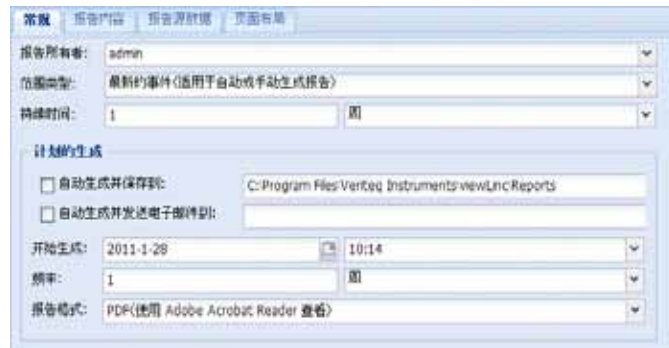 常规 报告内容 报告源数据 页面布局
报告所有者: admin
范围类型: 最新的事件(适用于自动或手动生成报告)
持续时间: 1 周
计划的生成
自动生成并保存到: C:\Program Files\Veriteq Instruments\viewLinc\Reports
自动生成并发送电子邮件到:
开始生成: 2011-1-28 10:14
频率: 1 周
报告格式: PDF(使用 Adobe Acrobat Reader 查看)